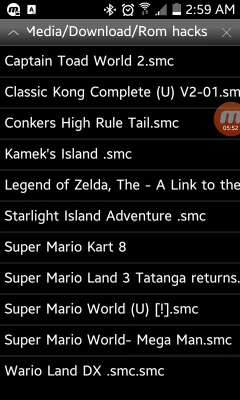 2:59 AM
Media/Download/Rom hacks
Captain Toad World 2.smc
Classic Kong Complete (U) V2-01.sm
Conkers High Rule Tail.smc
05:52
Kamek's Island .smc
Legend of Zelda, The - A Link to the
Starlight Island Adventure .smc
Super Mario Kart 8
Super Mario Land 3 Tatanga returns.
Super Mario World (U) [!].smc
Super Mario World- Mega Man.smc
Wario Land DX .smc.smc